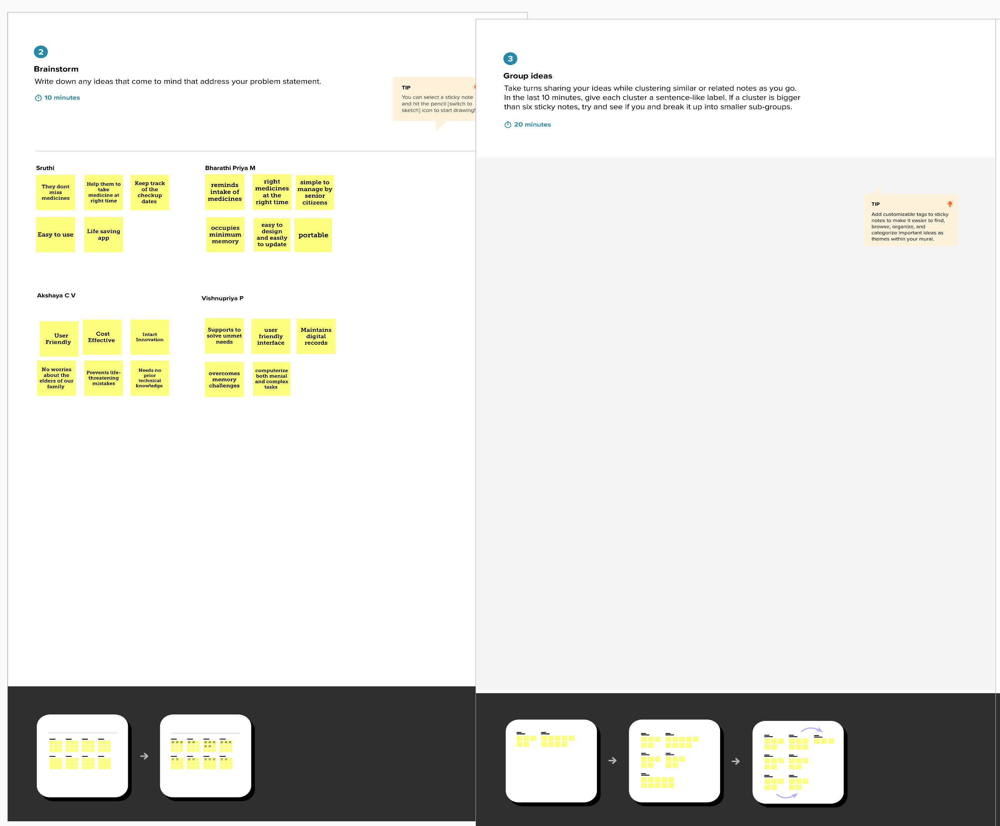 2
Brainstorm
Write down any ideas that come to mind that address your problem statement.
10 minutes
TIP
You can select a sticky note
and hit the pencil [switch to
sketch] icon to start drawing!
Sruthi
They dont
miss
medicines
Help them to
take
medicine at
right time
Keep track
of the
checkup
dates
Easy to use
Life saving
app
Bharathi Priya M
reminds
intake of
medicines
right
medicines
at the
right time
simple to
manage by
senior
citizens
occupies
minimum
memory
easy to
design
and easily
to update
portable
Akshaya C V
User
Friendly
Cost
Effective
Intact
Innovation
No worries
about the
elders of our
family
Prevents life-
threatening
mistakes
Needs no
prior
technical
knowledge
Vishnupriya P
Supports to
solve unmet
needs
user
friendly
interface
Maintains
digital
records
overcomes
memory
challenges
computerize
both menial
and complex
tasks
3
Group ideas
Take turns sharing your ideas while clustering similar or related notes as you go.
In the last 10 minutes, give each cluster a sentence-like label. If a cluster is bigger
than six sticky notes, try and see if you and break it up into smaller sub-groups.
20 minutes
TIP
Add customizable tags to sticky
notes to make it easier to find,
browse, organize, and
categorize important ideas as
themes within your mural.